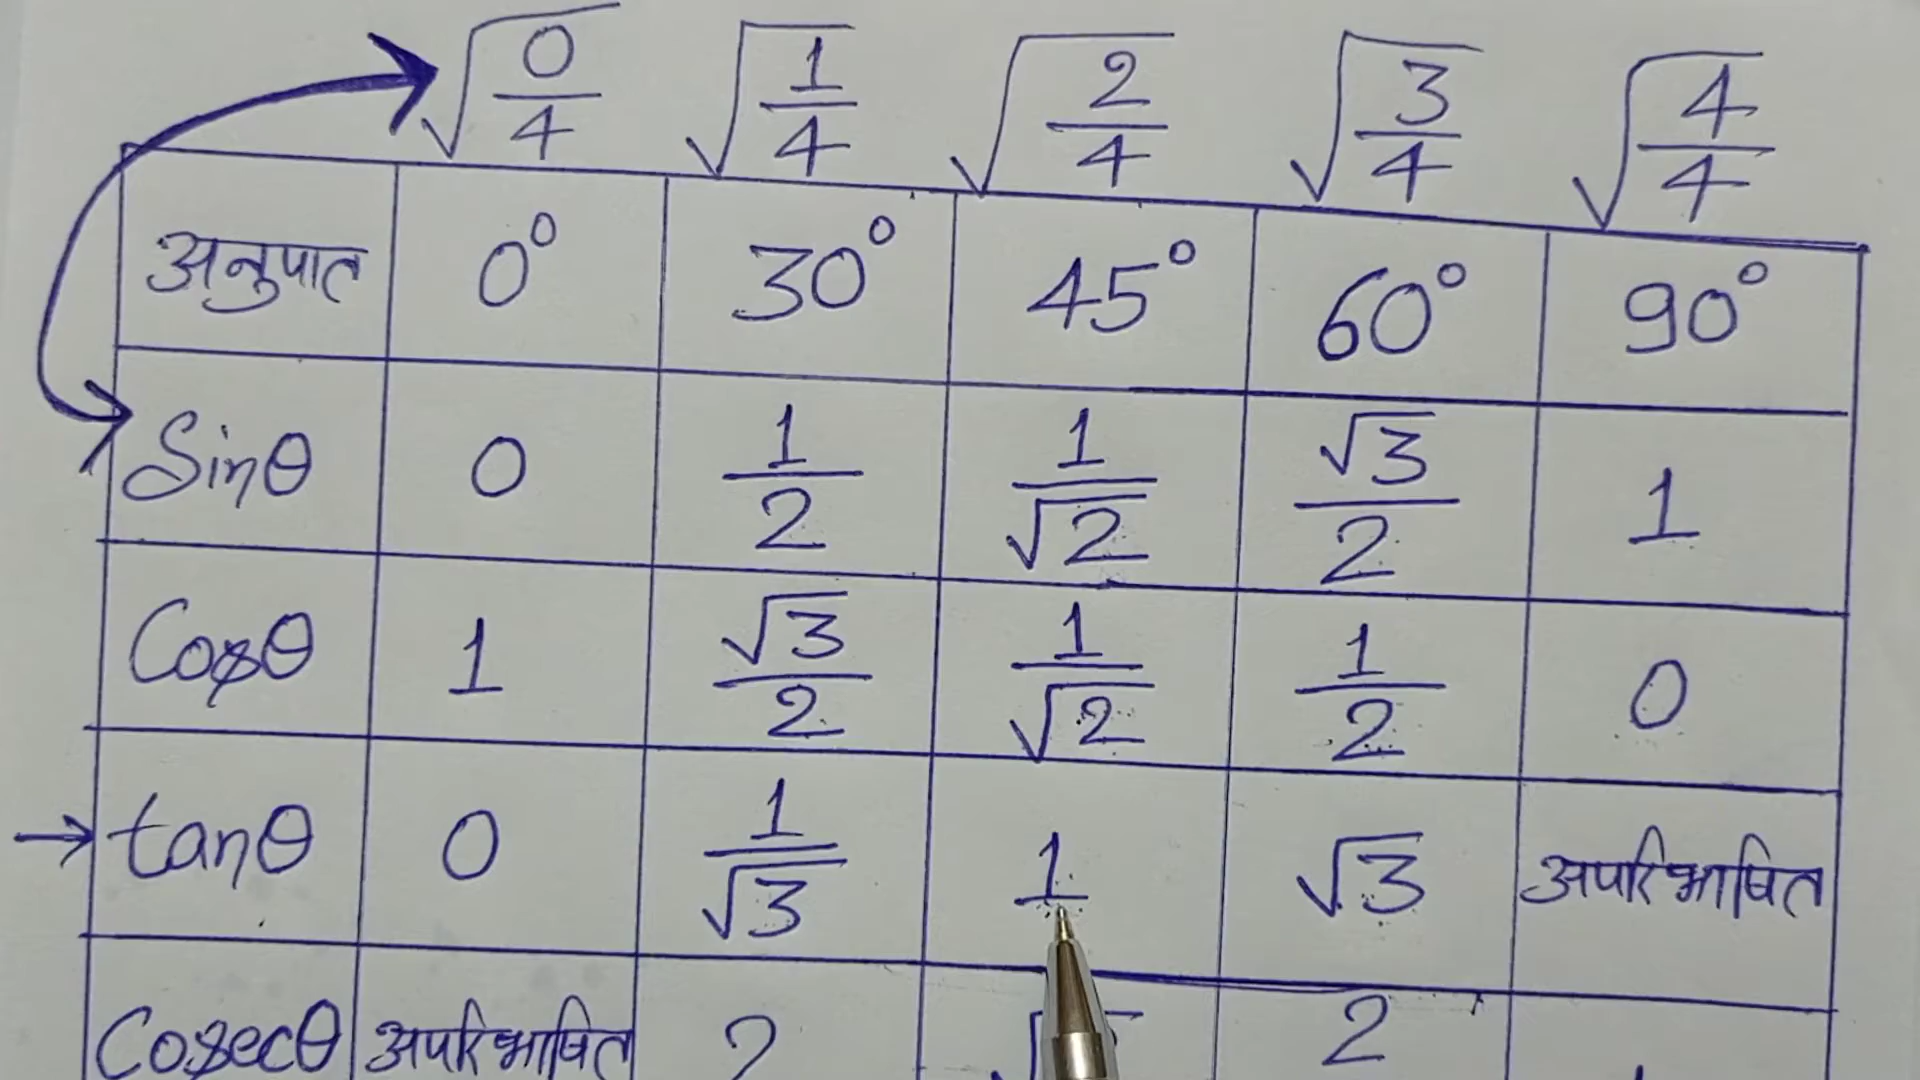 √(0/4) √(1/4) √(2/4) √(3/4) √(4/4)
अनुपात 0° 30° 45° 60° 90°
Sinθ 0 1/2 1/√2 √3/2 1
Cosθ 1 √3/2 1/√2 1/2 0
→ tanθ 0 1/√3 1 √3 अपरिभाषित
Cosecθ अपरिभाषित 2 2